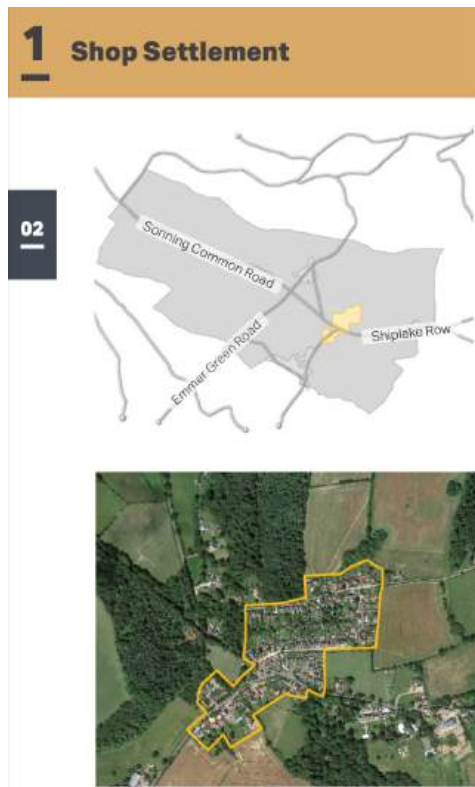 1 Shop Settlement
02
Sonning Common Road
Emmer Green Road
Shiplake Row